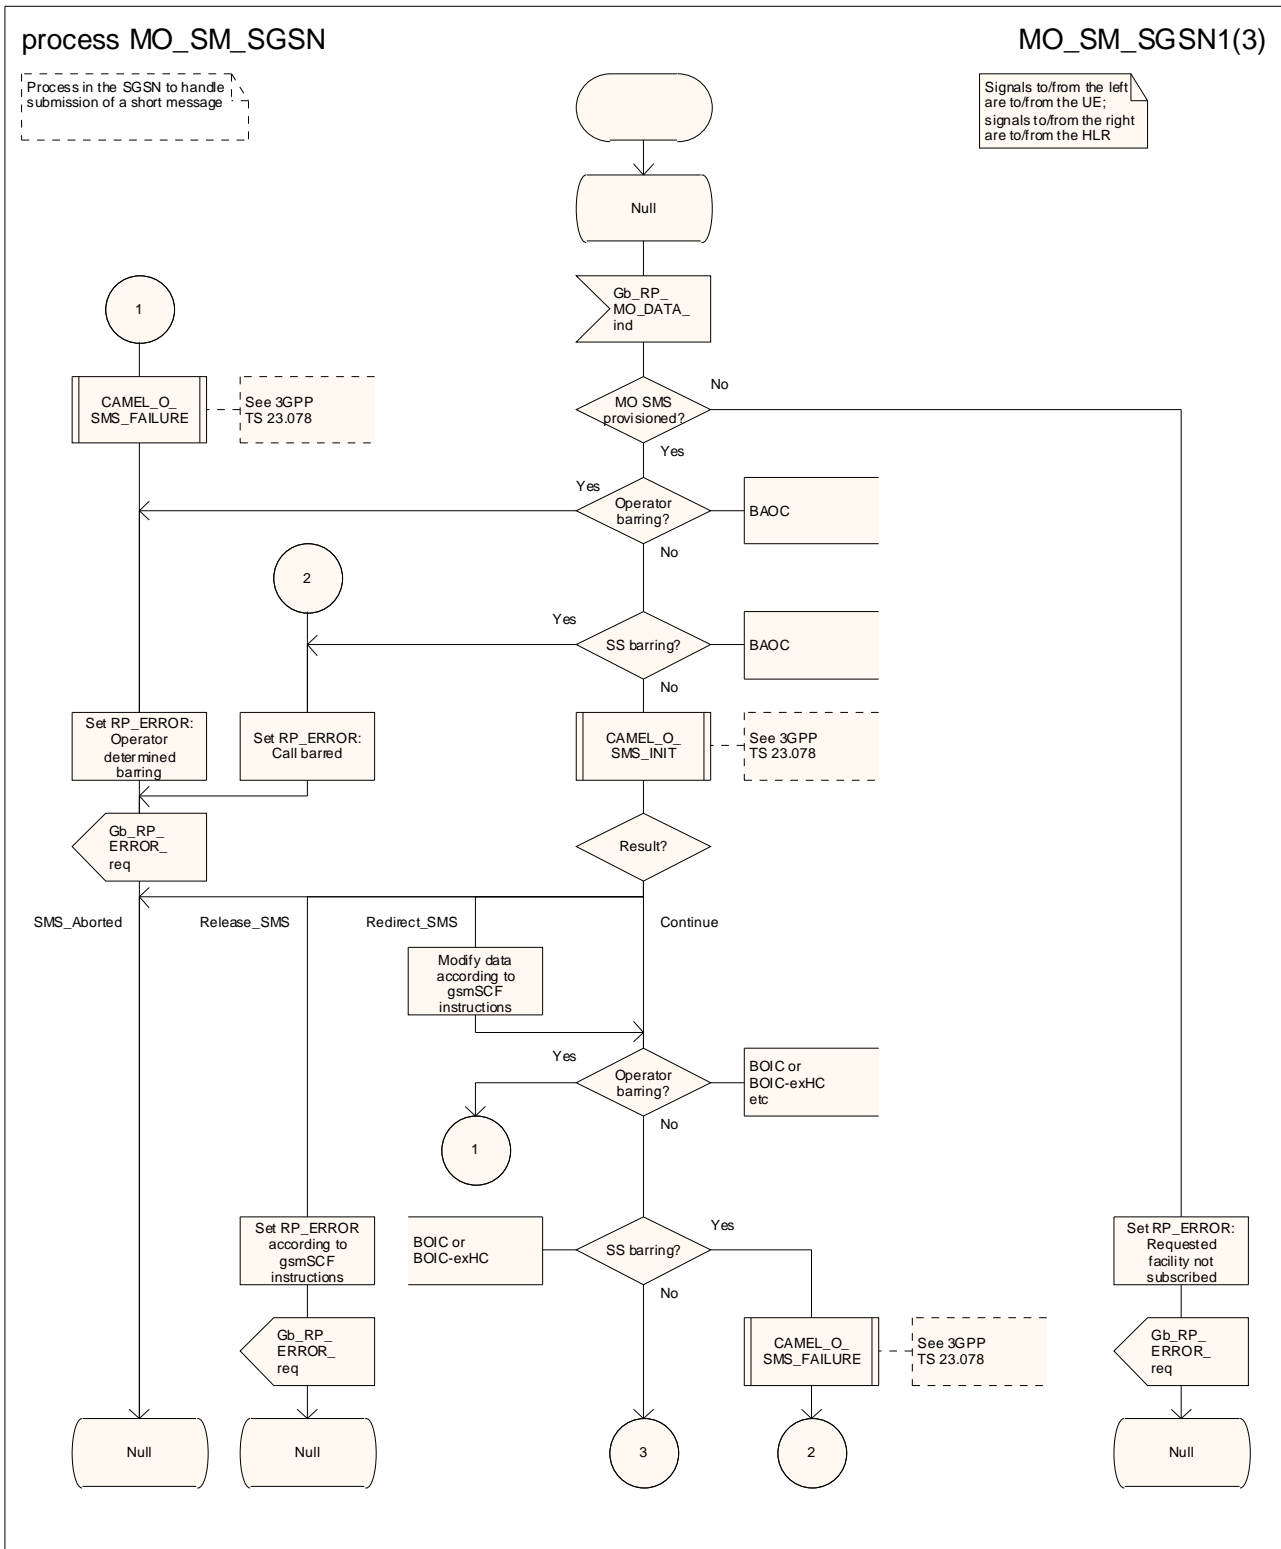 process MO_SM_SGSN
MO_SM_SGSN1(3)
Process in the SGSN to handle
submission of a short message
Signals to/from the left
are to/from the UE;
signals to/from the right
are to/from the HLR
Null
Gb_RP_
MO_DATA_
ind
1
CAMEL_O_
SMS_FAILURE
See 3GPP
TS 23.078
MO SMS
provisioned?
No
Yes
Yes
Operator
barring?
BAOC
No
2
Yes
SS barring?
BAOC
No
Set RP_ERROR:
Operator
determined
barring
Set RP_ERROR:
Call barred
CAMEL_O_
SMS_INIT
See 3GPP
TS 23.078
Gb_RP_
ERROR_
req
Result?
SMS_Aborted
Release_SMS
Redirect_SMS
Continue
Modify data
according to
gsmSCF
instructions
Yes
Operator
barring?
BOIC or
BOIC-exHC
etc
No
1
Set RP_ERROR
according to
gsmSCF
instructions
BOIC or
BOIC-exHC
SS barring?
Yes
No
Set RP_ERROR:
Requested
facility not
subscribed
Gb_RP_
ERROR_
req
CAMEL_O_
SMS_FAILURE
See 3GPP
TS 23.078
Gb_RP_
ERROR_
req
Null
Null
3
2
Null